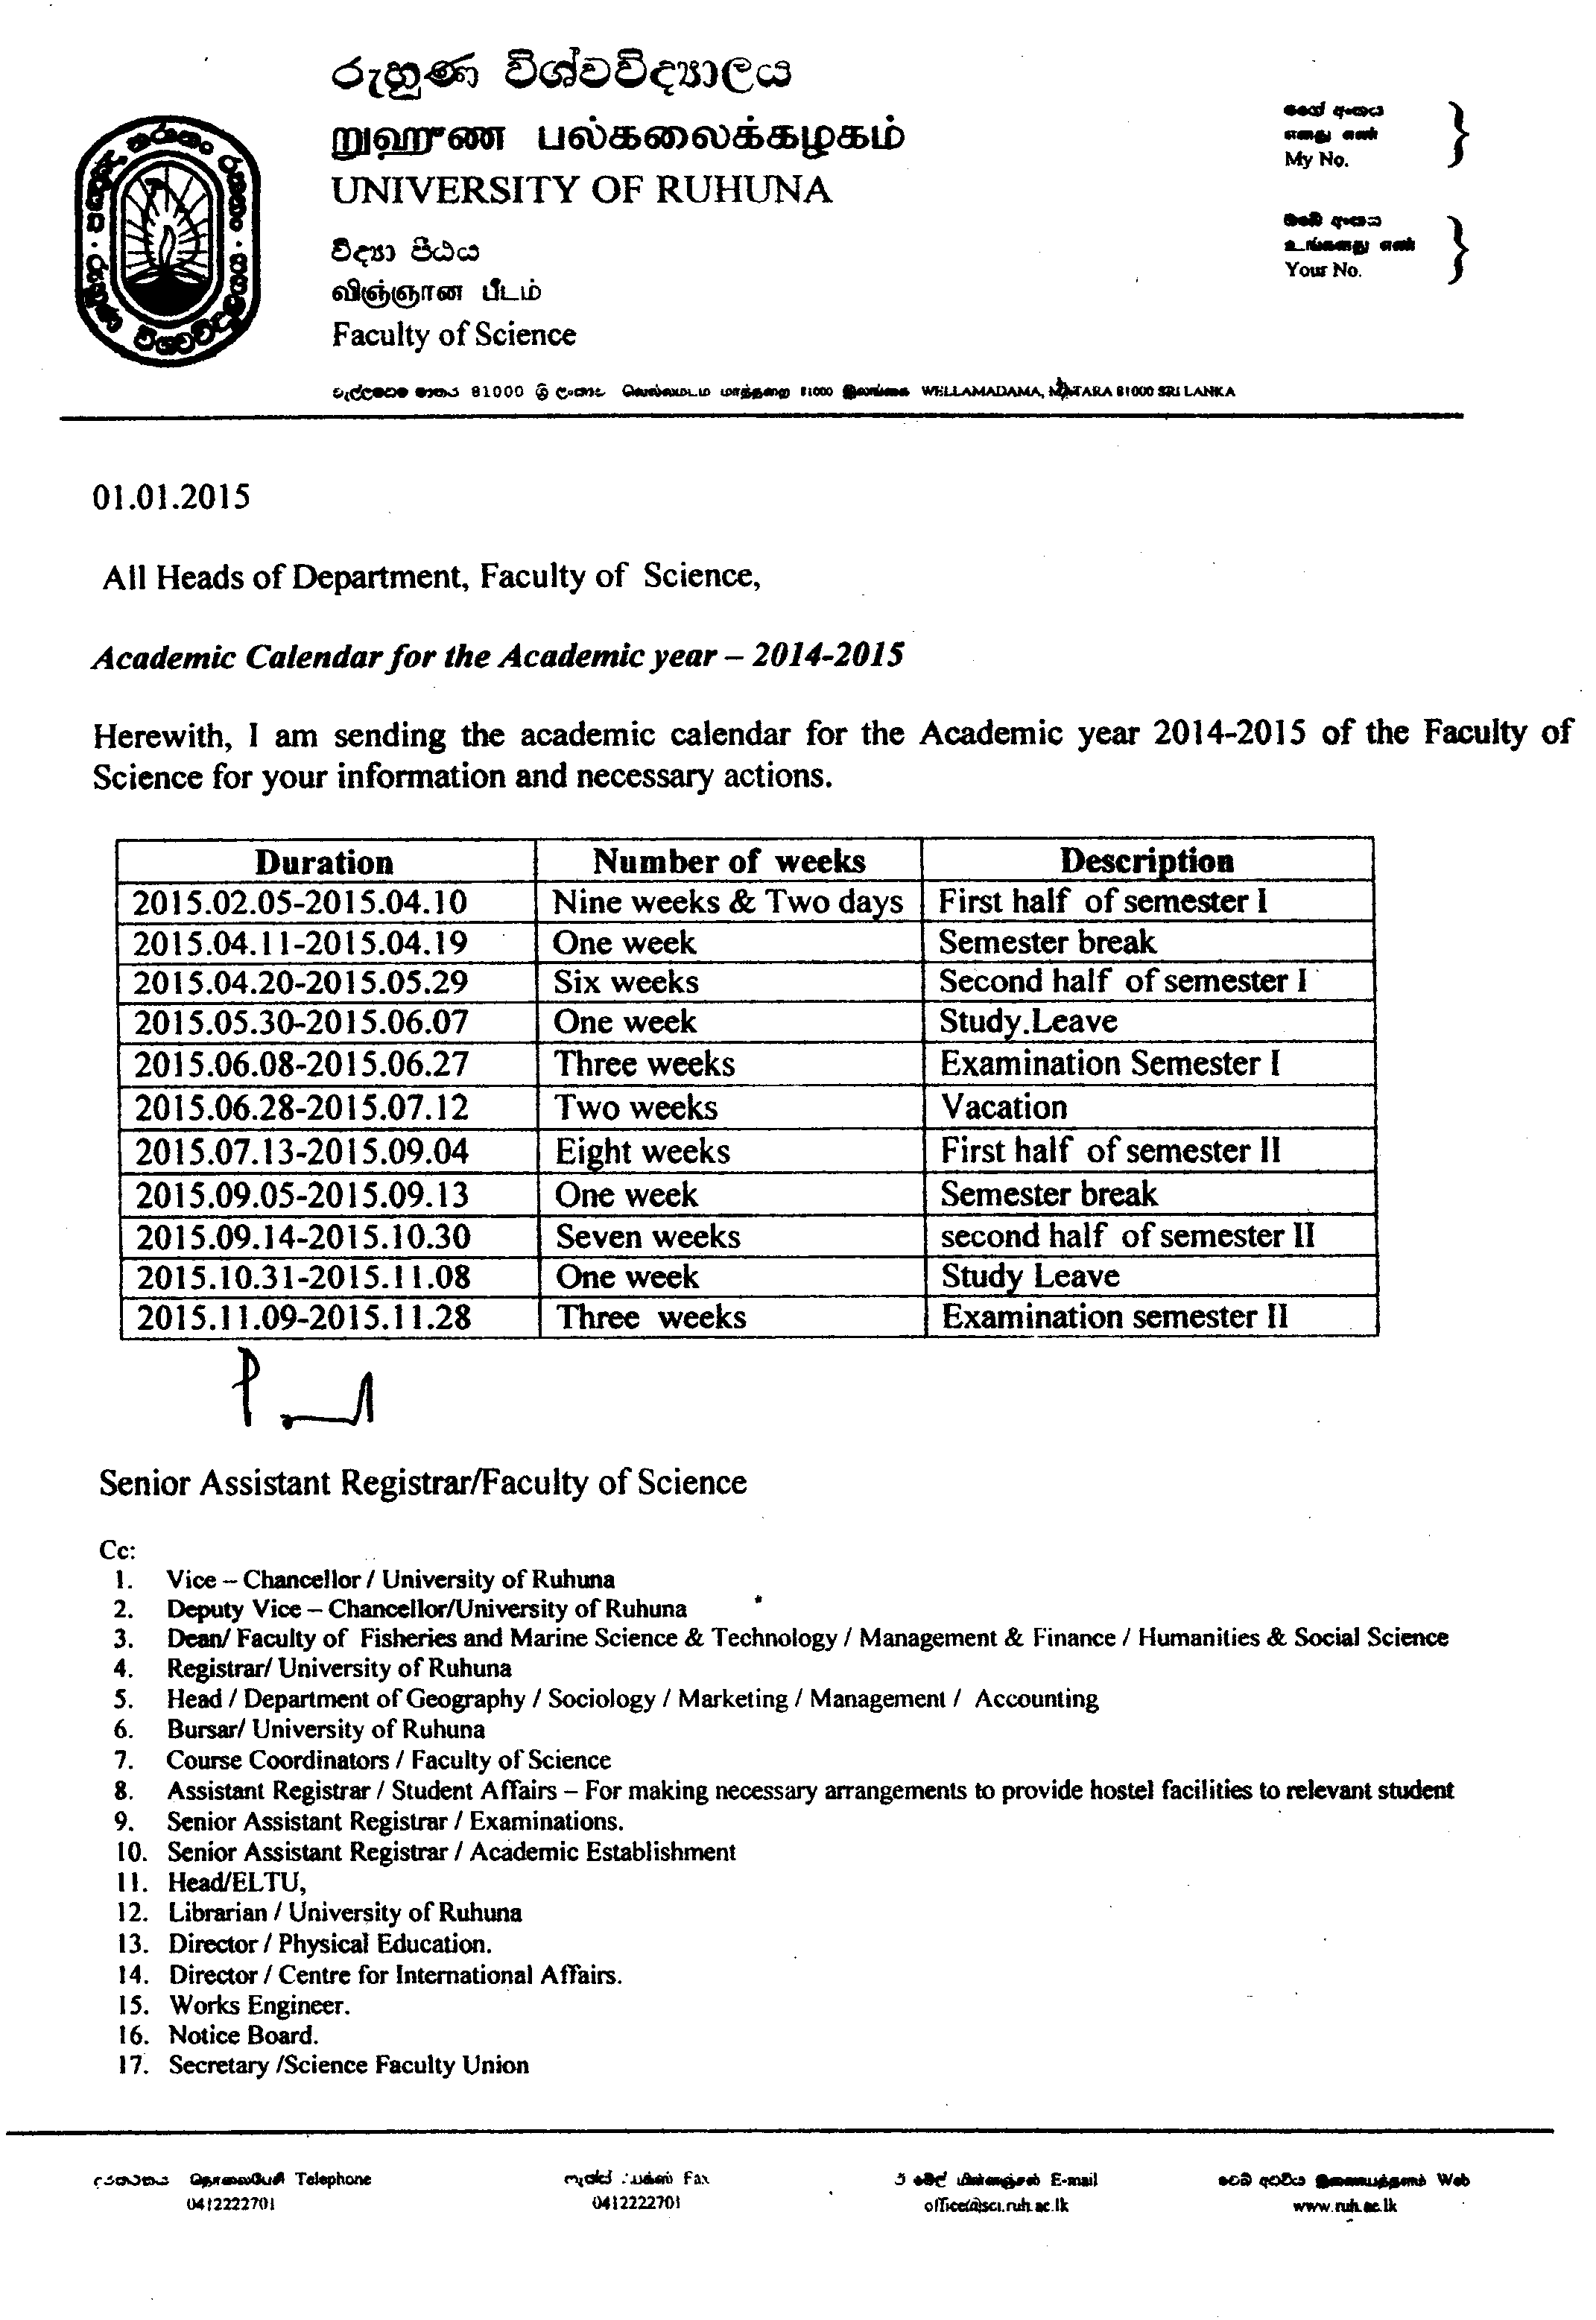 රුහුණ විශ්වවිද්‍යාලය
றுஹுண பல்கலைக்கழகம்
UNIVERSITY OF RUHUNA
විද්‍යා පීඨය
விஞ்ஞான பீடம்
Faculty of Science
My No.
Your No.
81000 ශ්‍රී ලංකාව 81000 WELLAMADAMA, MATARA 81000 SRI LANKA
01.01.2015
All Heads of Department, Faculty of Science,
Academic Calendar for the Academic year – 2014-2015
Herewith, I am sending the academic calendar for the Academic year 2014-2015 of the Faculty of
Science for your information and necessary actions.
Duration Number of weeks Description
2015.02.05-2015.04.10 Nine weeks & Two days First half of semester I
2015.04.11-2015.04.19 One week Semester break
2015.04.20-2015.05.29 Six weeks Second half of semester I
2015.05.30-2015.06.07 One week Study.Leave
2015.06.08-2015.06.27 Three weeks Examination Semester I
2015.06.28-2015.07.12 Two weeks Vacation
2015.07.13-2015.09.04 Eight weeks First half of semester II
2015.09.05-2015.09.13 One week Semester break
2015.09.14-2015.10.30 Seven weeks second half of semester II
2015.10.31-2015.11.08 One week Study Leave
2015.11.09-2015.11.28 Three weeks Examination semester II
Senior Assistant Registrar/Faculty of Science
Cc:
1. Vice – Chancellor / University of Ruhuna
2. Deputy Vice – Chancellor/University of Ruhuna
3. Dean/ Faculty of Fisheries and Marine Science & Technology / Management & Finance / Humanities & Social Science
4. Registrar/ University of Ruhuna
5. Head / Department of Geography / Sociology / Marketing / Management / Accounting
6. Bursar/ University of Ruhuna
7. Course Coordinators / Faculty of Science
8. Assistant Registrar / Student Affairs – For making necessary arrangements to provide hostel facilities to relevant student
9. Senior Assistant Registrar / Examinations.
10. Senior Assistant Registrar / Academic Establishment
11. Head/ELTU,
12. Librarian / University of Ruhuna
13. Director / Physical Education.
14. Director / Centre for International Affairs.
15. Works Engineer.
16. Notice Board.
17. Secretary /Science Faculty Union
Telephone Fax E-mail Web
0412222701 0412222701 office@sci.ruh.ac.lk www.ruh.ac.lk